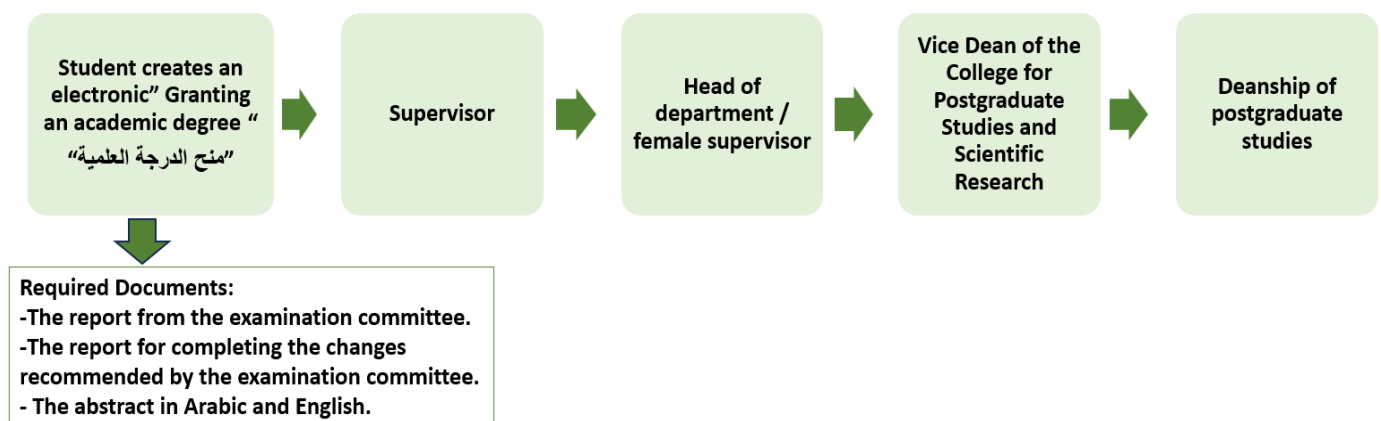 Student creates an
electronic” Granting
an academic degree “
“منح الدرجة العلمية”
Supervisor
Head of
department /
female supervisor
Vice Dean of the
College for
Postgraduate
Studies and
Scientific
Research
Deanship of
postgraduate
studies
Required Documents:
-The report from the examination committee.
-The report for completing the changes
recommended by the examination committee.
- The abstract in Arabic and English.